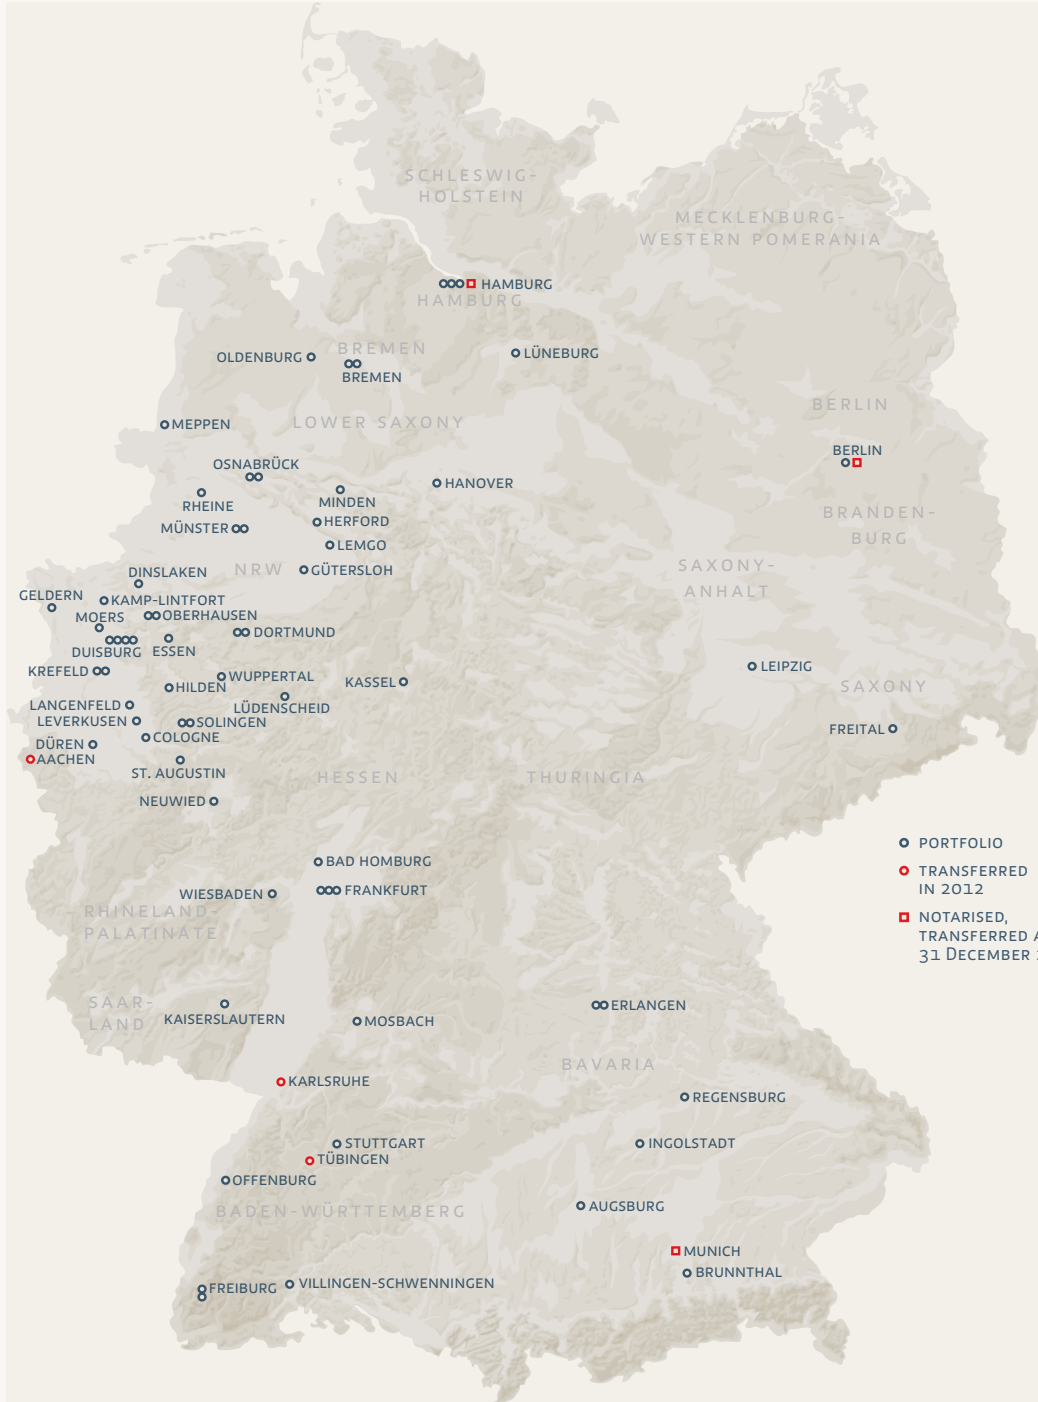 SCHLESWIG-
HOLSTEIN
MECKLENBURG-
WESTERN POMERANIA
HAMBURG
HAMBURG
BREMEN
LÜNEBURG
OLDENBURG
BREMEN
BERLIN
LOWER SAXONY
MEPPEN
BERLIN
OSNABRÜCK
HANOVER
MINDEN
RHEINE
BRANDEN-
BURG
HERFORD
MÜNSTER
LEMGO
SAXONY-
ANHALT
NRW
GÜTERSLOH
DINSLAKEN
GELDERN
KAMP-LINTFORT
MOERS
OBERHAUSEN
DORTMUND
DUISBURG
ESSEN
LEIPZIG
KREFELD
WUPPERTAL
KASSEL
HILDEN
SAXONY
LANGENFELD
LÜDENSCHEID
LEVERKUSEN
SOLINGEN
FREITAL
COLOGNE
DÜREN
AACHEN
ST. AUGUSTIN
HESSEN
THURINGIA
NEUWIED
PORTFOLIO
TRANSFERRED
IN 2012
NOTARISED,
TRANSFERRED
31 DECEMBER
BAD HOMBURG
FRANKFURT
WIESBADEN
RHINELAND-
PALATINATE
SAAR-
LAND
KAISERSLAUTERN
ERLANGEN
MOSBACH
BAVARIA
KARLSRUHE
REGENSBURG
STUTTGART
INGOLSTADT
TÜBINGEN
OFFENBURG
AUGSBURG
BADEN-WÜRTTEMBERG
MUNICH
BRUNNTHAL
FREIBURG
VILLINGEN-SCHWENNINGEN